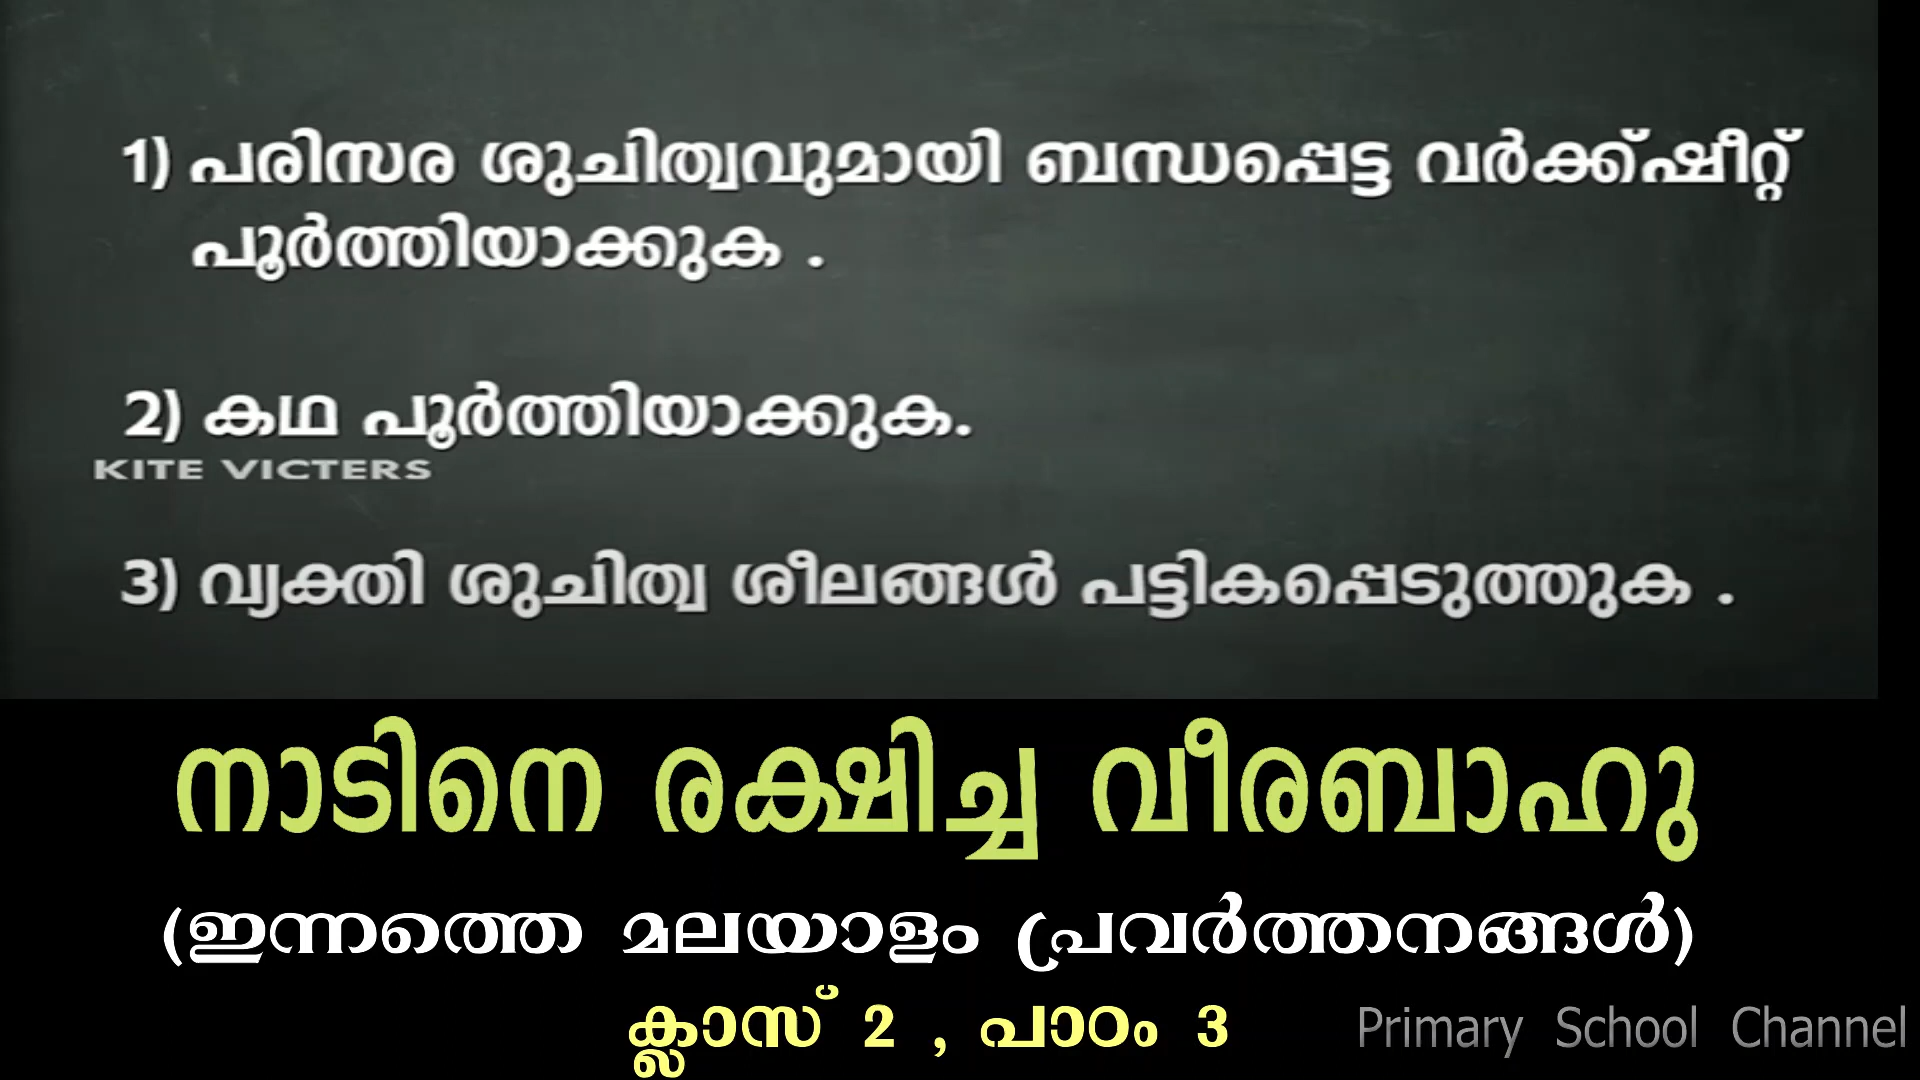 1) പരിസര ശുചിത്വവുമായി ബന്ധപ്പെട്ട വർക്ക്ഷീറ്റ്
പൂർത്തിയാക്കുക .
2) കഥ പൂർത്തിയാക്കുക.
KITE VICTERS
3) വ്യക്തി ശുചിത്വ ശീലങ്ങൾ പട്ടികപ്പെടുത്തുക .
നാടിനെ രക്ഷിച്ച വീരബാഹു
(ഇന്നത്തെ മലയാളം പ്രവർത്തനങ്ങൾ)
ക്ലാസ് 2 , പാഠം 3
Primary School Channel